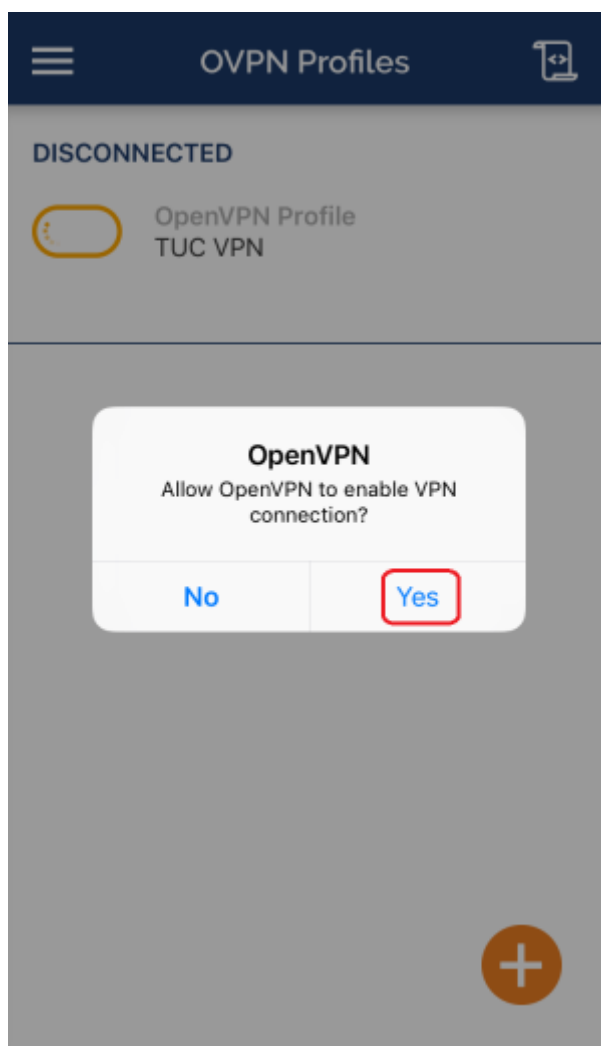 OVPN Profiles
DISCONNECTED
OpenVPN Profile
TUC VPN
OpenVPN
Allow OpenVPN to enable VPN
connection?
No Yes